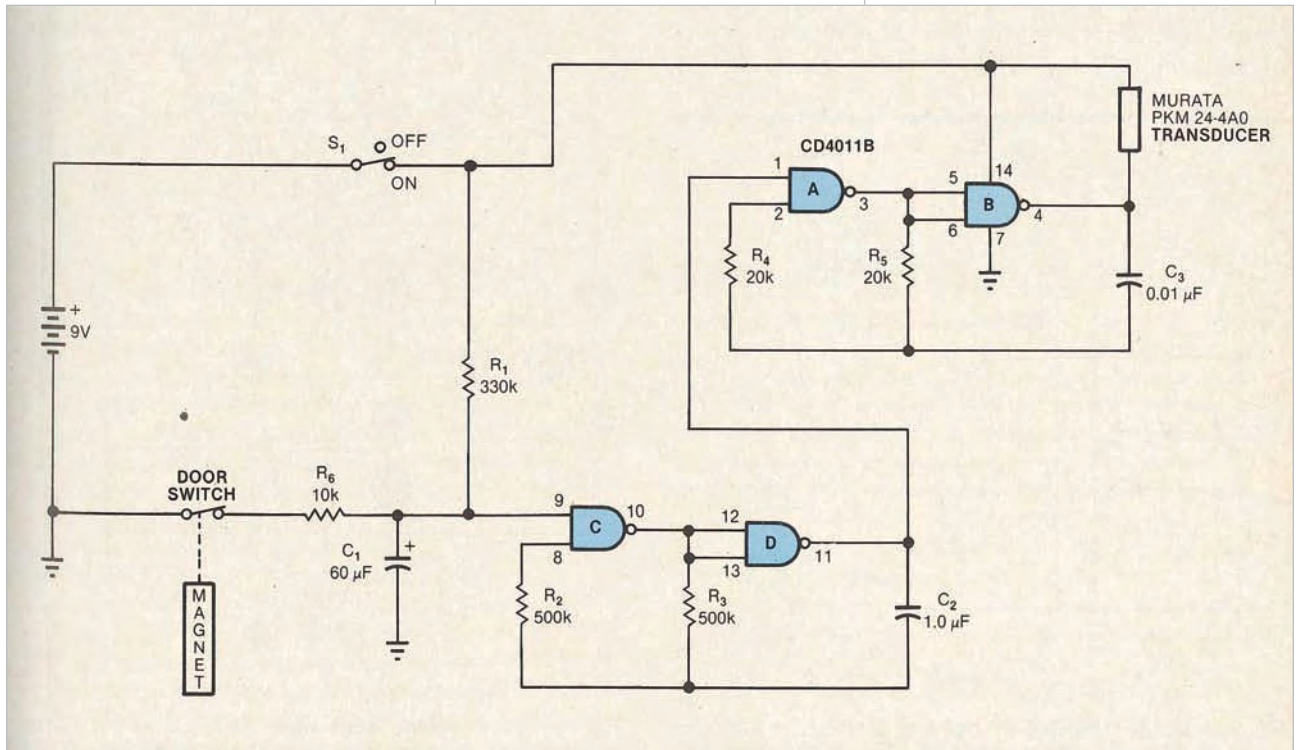 MURATA
PKM 24-4A0
TRANSDUCER
S₁
OFF
ON
CD4011B
1
2
A
3
5
6
14
B
7
4
R₄
20k
R₅
20k
C₃
0.01 μF
+
9V
R₁
330k
DOOR
SWITCH
R₆
10k
9
8
C
10
12
13
D
11
C₁
60 μF
+
R₂
500k
R₃
500k
C₂
1.0 μF
MAGNET